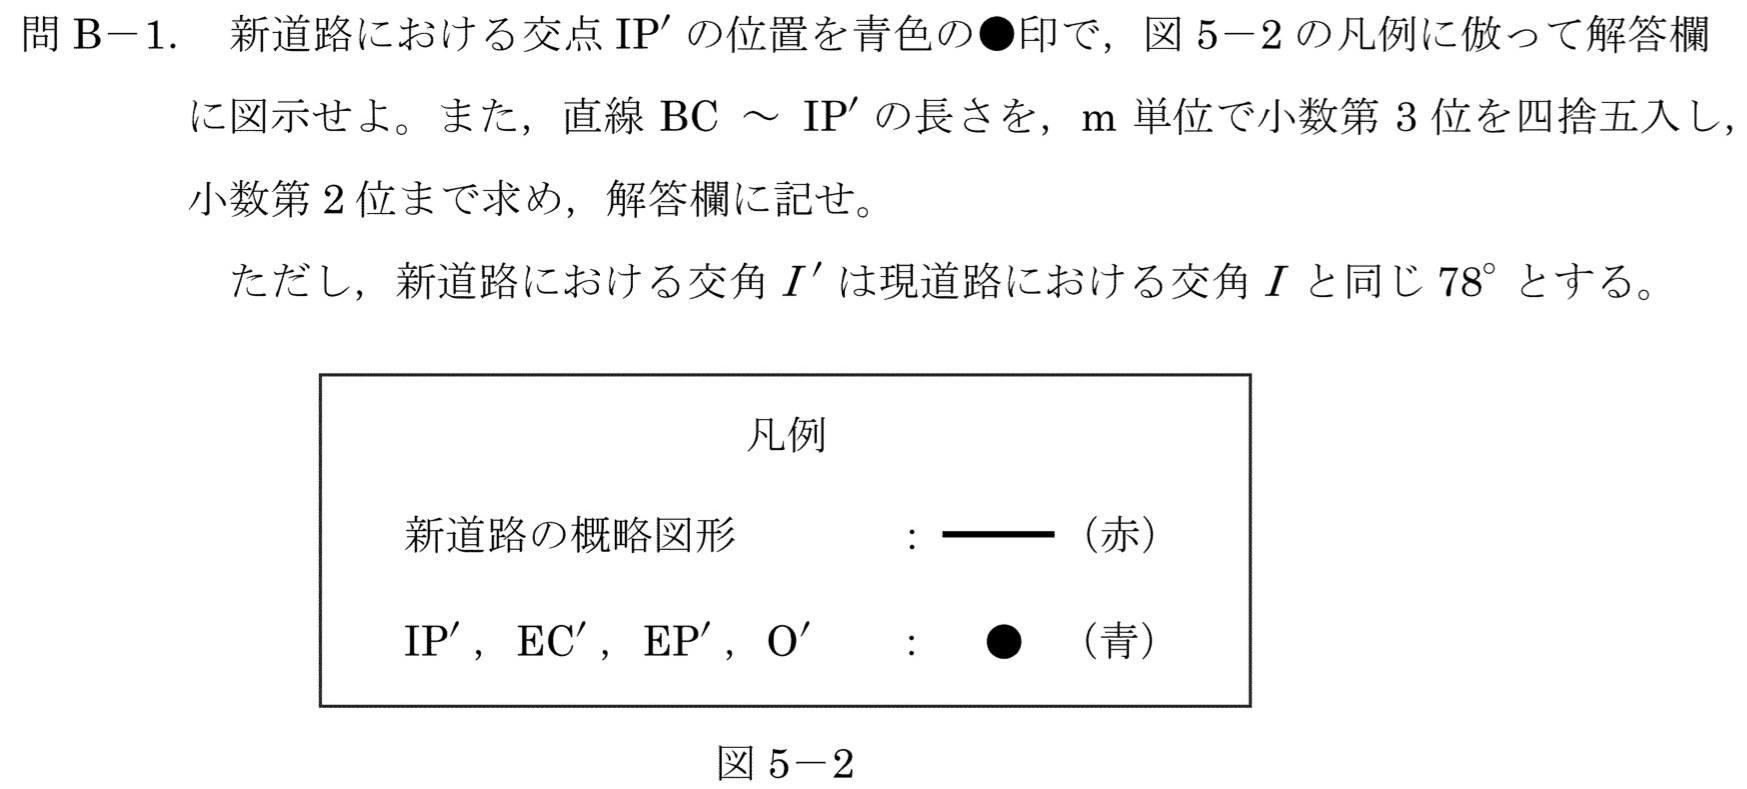 問 B－1. 新道路における交点 IP′ の位置を青色の●印で，図 5－2 の凡例に倣って解答欄
に図示せよ。また，直線 BC ～ IP′ の長さを，m 単位で小数第 3 位を四捨五入し，
小数第 2 位まで求め，解答欄に記せ。
ただし，新道路における交角 I′ は現道路における交角 I と同じ 78° とする。
凡例
新道路の概略図形 : （赤）
IP′，EC′，EP′，O′ : ● （青）
図 5－2